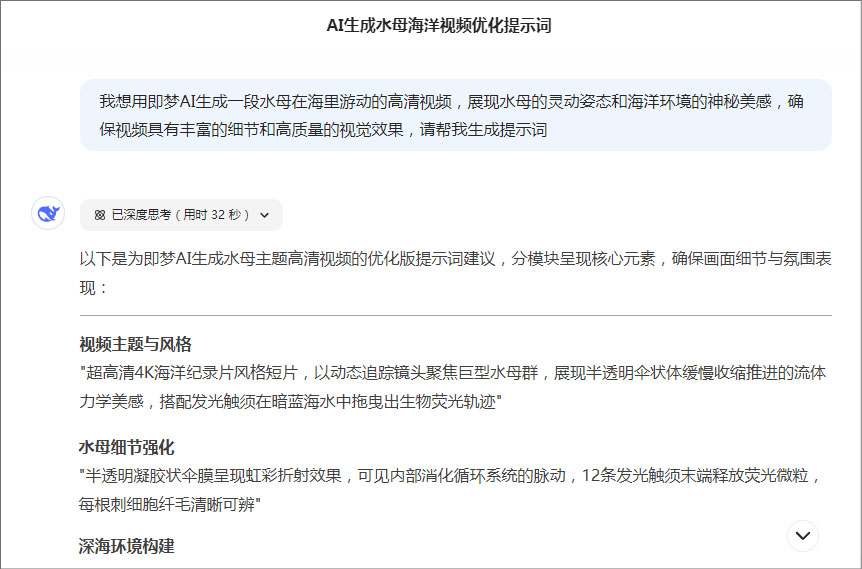 AI生成水母海洋视频优化提示词
我想用即梦AI生成一段水母在海里游动的高清视频，展现水母的灵动姿态和海洋环境的神秘美感，确
保视频具有丰富的细节和高质量的视觉效果，请帮我生成提示词
已深度思考（用时 32 秒）
以下是为即梦AI生成水母主题高清视频的优化版提示词建议，分模块呈现核心元素，确保画面细节与氛围表
现：
视频主题与风格
"超高清4K海洋纪录片风格短片，以动态追踪镜头聚焦巨型水母群，展现半透明伞状体缓慢收缩推进的流体
力学美感，搭配发光触须在暗蓝海水中拖曳出生物荧光轨迹"
水母细节强化
"半透明凝胶状伞膜呈现虹彩折射效果，可见内部消化循环系统的脉动，12条发光触须末端释放荧光微粒，
每根刺细胞纤毛清晰可辨"
深海环境构建